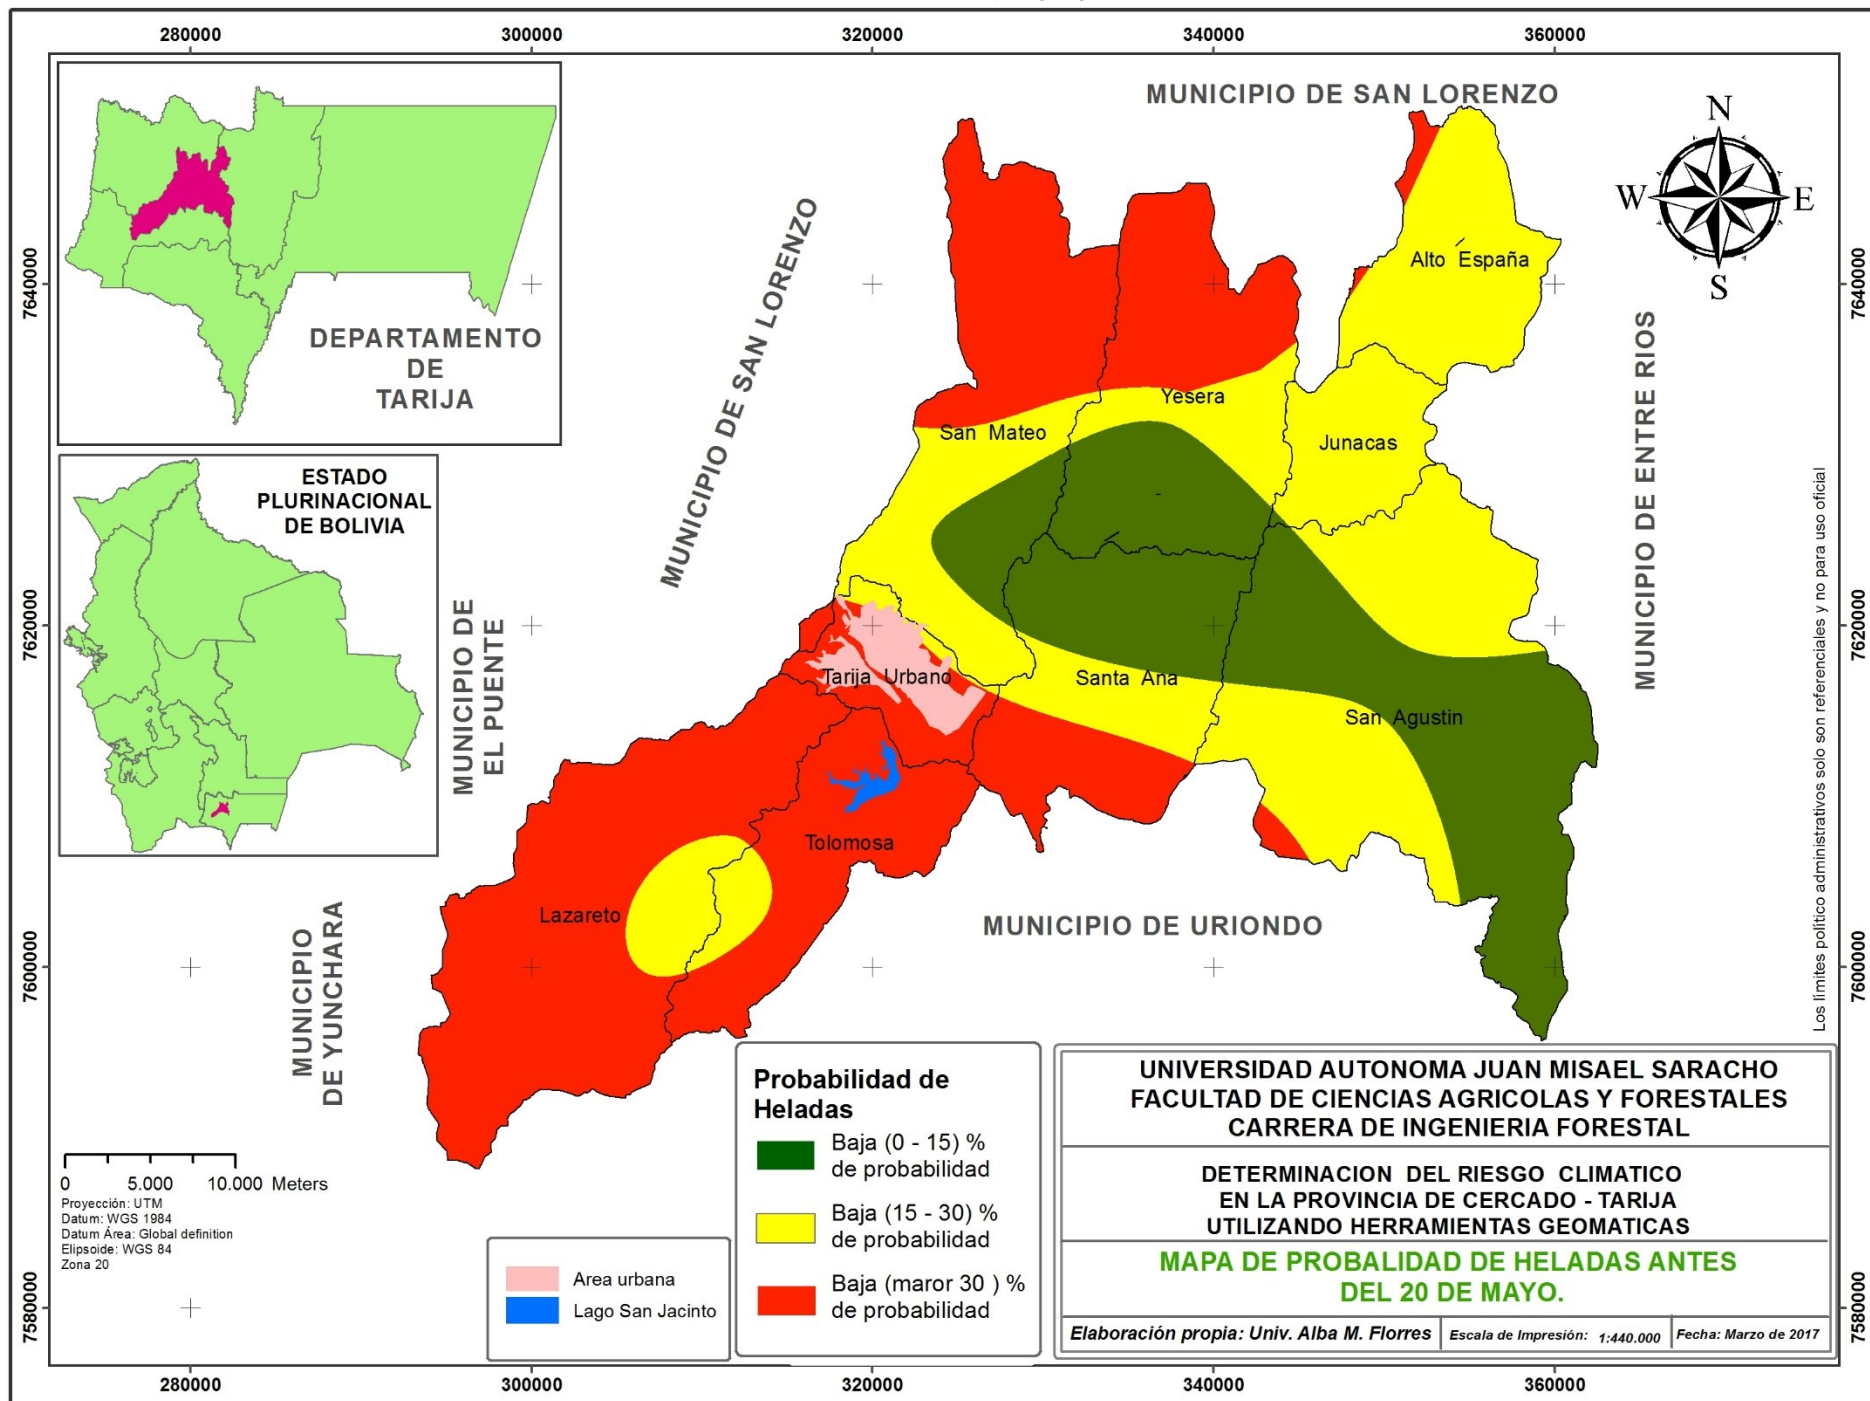 280000
300000
320000
340000
360000
MUNICIPIO DE SAN LORENZO
N
W
E
S
7640000
7620000
7600000
7580000
DEPARTAMENTO
DE
TARIJA
ESTADO
PLURINACIONAL
DE BOLIVIA
MUNICIPIO DE SAN LORENZO
MUNICIPIO DE
EL PUENTE
MUNICIPIO
DE YUNCHARA
MUNICIPIO DE ENTRE RIOS
MUNICIPIO DE URIONDO
Alto España
Yesera
San Mateo
Junacas
Tarija Urbano
Santa Ana
San Agustin
Tolomosa
Lazareto
7640000
7620000
7600000
7580000
Los límites político administrativos solo son referenciales y no para uso oficial
0 5.000 10.000 Meters
Proyección: UTM
Datum: WGS 1984
Datum Área: Global definition
Elipsoide: WGS 84
Zona 20
Area urbana
Lago San Jacinto
Probabilidad de
Heladas
Baja (0 - 15) %
de probabilidad
Baja (15 - 30) %
de probabilidad
Baja (maror 30 ) %
de probabilidad
UNIVERSIDAD AUTONOMA JUAN MISAEL SARACHO
FACULTAD DE CIENCIAS AGRICOLAS Y FORESTALES
CARRERA DE INGENIERIA FORESTAL
DETERMINACION DEL RIESGO CLIMATICO
EN LA PROVINCIA DE CERCADO - TARIJA
UTILIZANDO HERRAMIENTAS GEOMATICAS
MAPA DE PROBALIDAD DE HELADAS ANTES
DEL 20 DE MAYO.
Elaboración propia: Univ. Alba M. Florres
Escala de Impresión: 1:440.000
Fecha: Marzo de 2017
280000
300000
320000
340000
360000